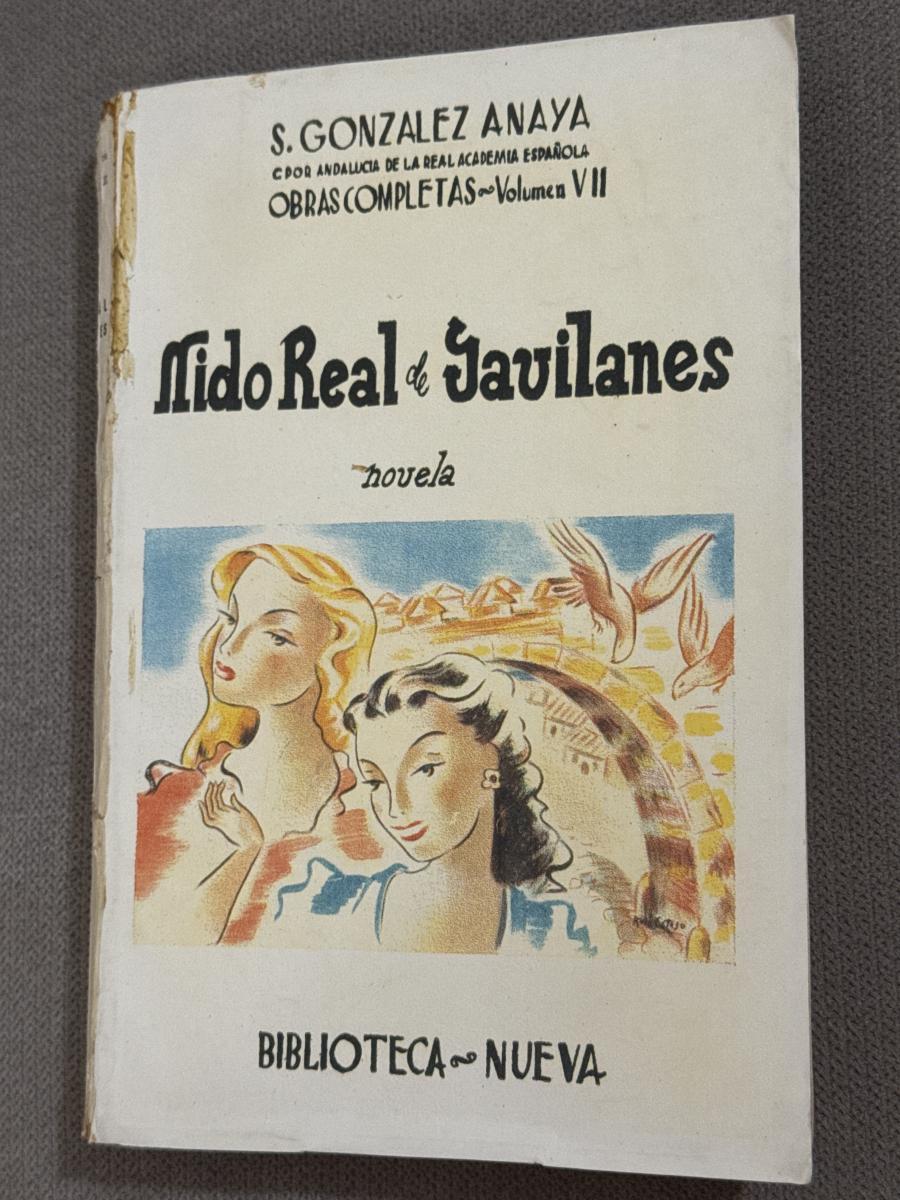 S. GONZALEZ ANAYA
C POR ANDALUCIA DE LA REAL ACADEMIA ESPAÑOLA
OBRAS COMPLETAS ~ Volumen VII
Nido Real de Gavilanes
novela
BIBLIOTECA ~ NUEVA